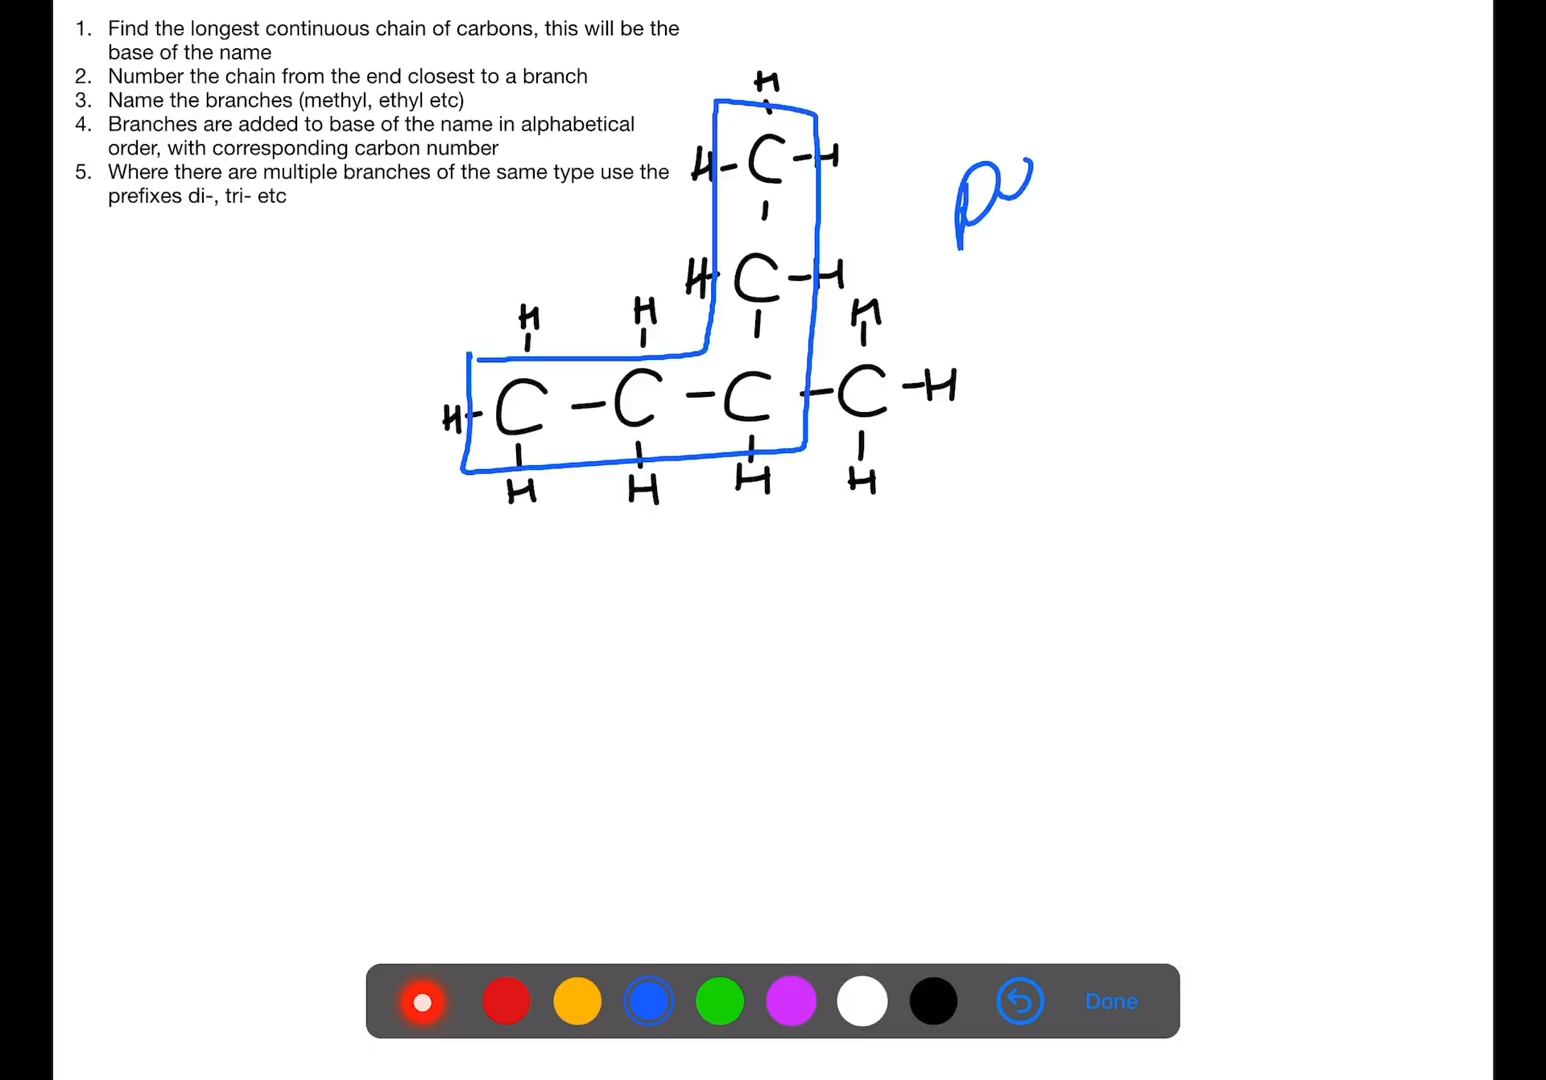 1. Find the longest continuous chain of carbons, this will be the
base of the name
2. Number the chain from the end closest to a branch
3. Name the branches (methyl, ethyl etc)
4. Branches are added to base of the name in alphabetical
order, with corresponding carbon number
5. Where there are multiple branches of the same type use the
prefixes di-, tri- etc
H
H-C-H
H-C-H
H H H
H-C-C-C-C-H
H H H H
Done